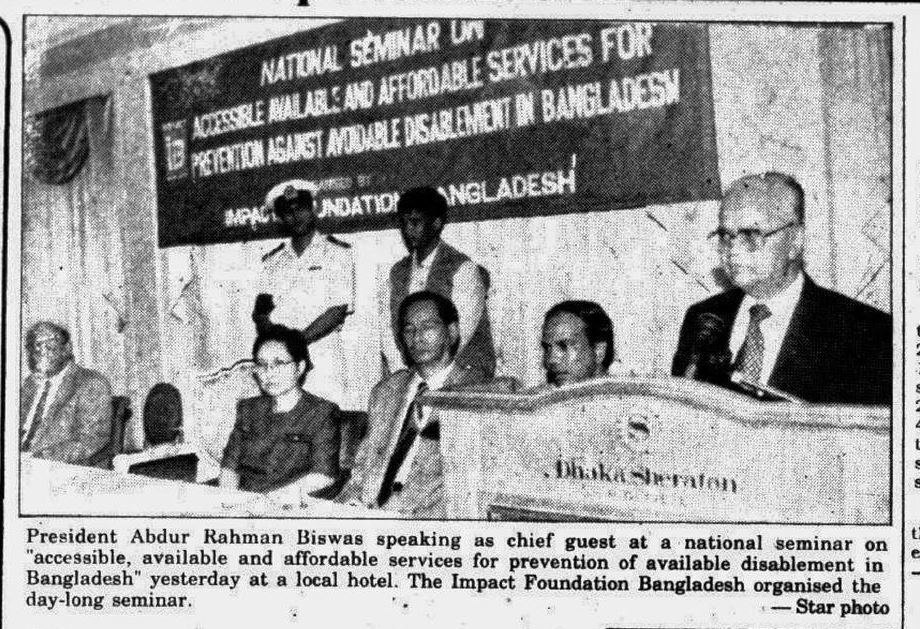 NATIONAL SEMINAR ON
ACCESSIBLE AVAILABLE AND AFFORDABLE SERVICES FOR
PREVENTION AGAINST AVOIDABLE DISABLEMENT IN BANGLADESH
BY
IMPACT FOUNDATION BANGLADESH
S
Dhaka Sheraton
President Abdur Rahman Biswas speaking as chief guest at a national seminar on
"accessible, available and affordable services for prevention of available disablement in
Bangladesh" yesterday at a local hotel. The Impact Foundation Bangladesh organised the
day-long seminar. — Star photo